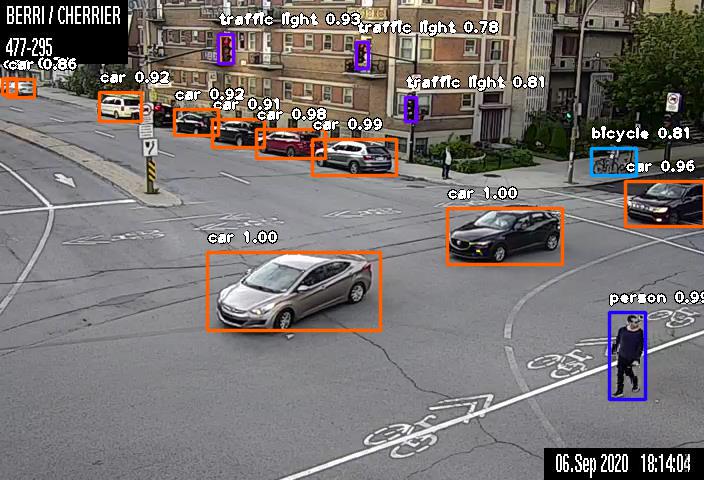 BERRI / CHERRIER
477-295
traffic light 0.93
traffic light 0.78
car 0.86
car 0.92
traffic light 0.81
car 0.92
car 0.91
car 0.98
car 0.99
bicycle 0.81
car 0.96
car 1.00
car 1.00
person 0.99
06.Sep 2020 18:14:04